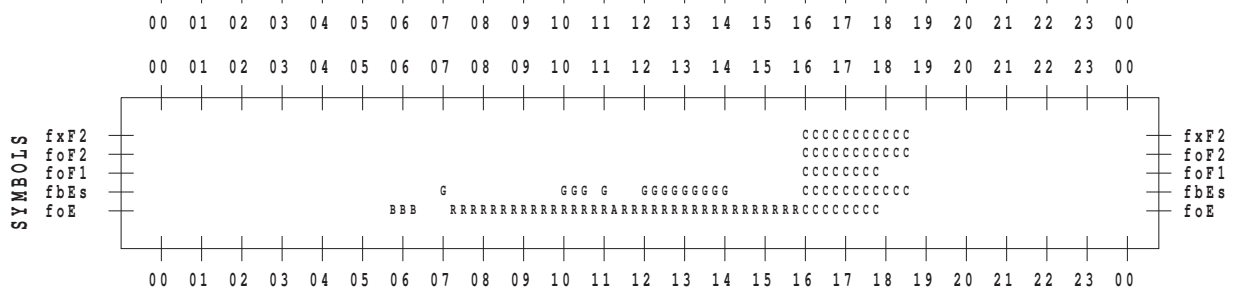 00 01 02 03 04 05 06 07 08 09 10 11 12 13 14 15 16 17 18 19 20 21 22 23 00
00 01 02 03 04 05 06 07 08 09 10 11 12 13 14 15 16 17 18 19 20 21 22 23 00
SYMBOLS
fxF2 CCCCCCCCCCC fxF2
foF2 CCCCCCCCCCC foF2
foF1 CCCCCCCC foF1
fbEs G GGG G GGGGGGGGG CCCCCCCCCCC fbEs
foE BBB RRRRRRRRRRRRRRRRARRRRRRRRRRRRRRRRRRCCCCCCCC foE
00 01 02 03 04 05 06 07 08 09 10 11 12 13 14 15 16 17 18 19 20 21 22 23 00